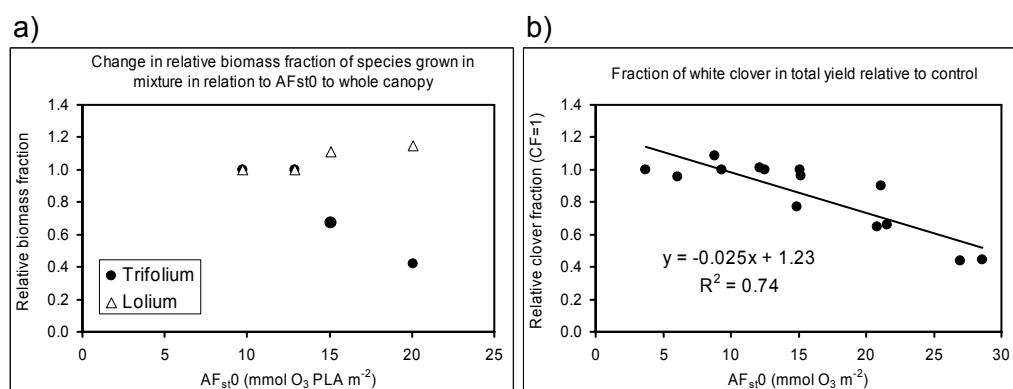 a)
Change in relative biomass fraction of species grown in
mixture in relation to AFst0 to whole canopy
Relative biomass fraction
1.4
1.2
1.0
0.8
0.6
0.4
0.2
0.0
Trifolium
Lolium
0 5 10 15 20 25
AFst0 (mmol O3 PLA m-2)
b)
Fraction of white clover in total yield relative to control
Relative clover fraction (CF=1)
1.4
1.2
1.0
0.8
0.6
0.4
0.2
0.0
y = -0.025x + 1.23
R2 = 0.74
0 5 10 15 20 25 30
AFst0 (mmol O3 m-2)